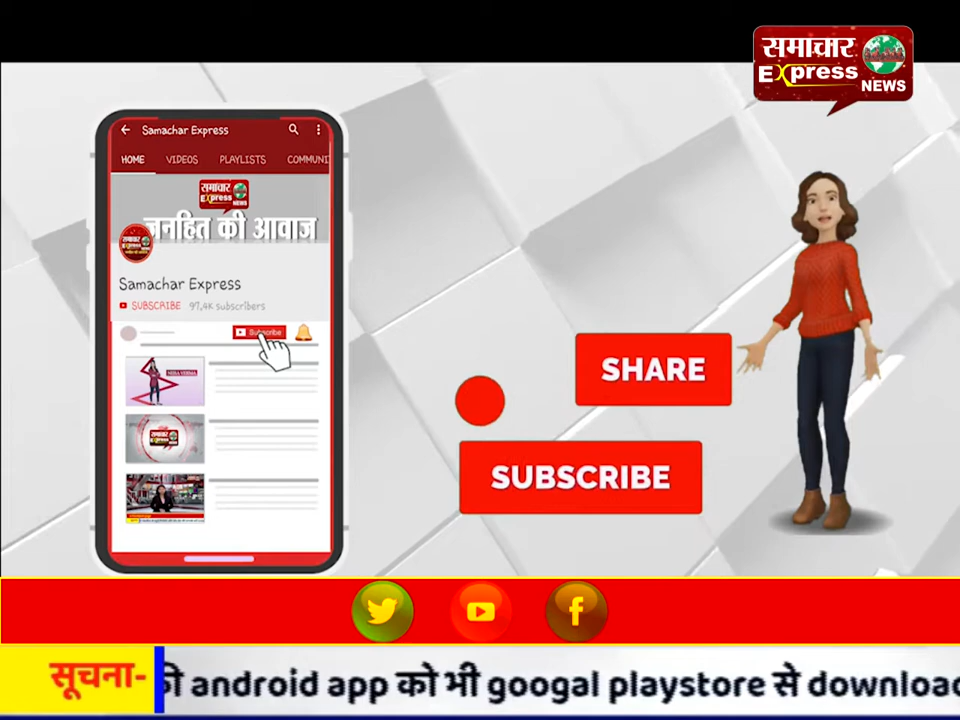 समाचार
Express
NEWS
Samachar Express
HOME VIDEOS PLAYLISTS COMMUNI
समाचार
Express
NEWS
जनहित की आवाज
Samachar Express
SUBSCRIBE 97.4K subscribers
Subscribe
SHARE
SUBSCRIBE
सूचना- की android app को भी googal playstore से download